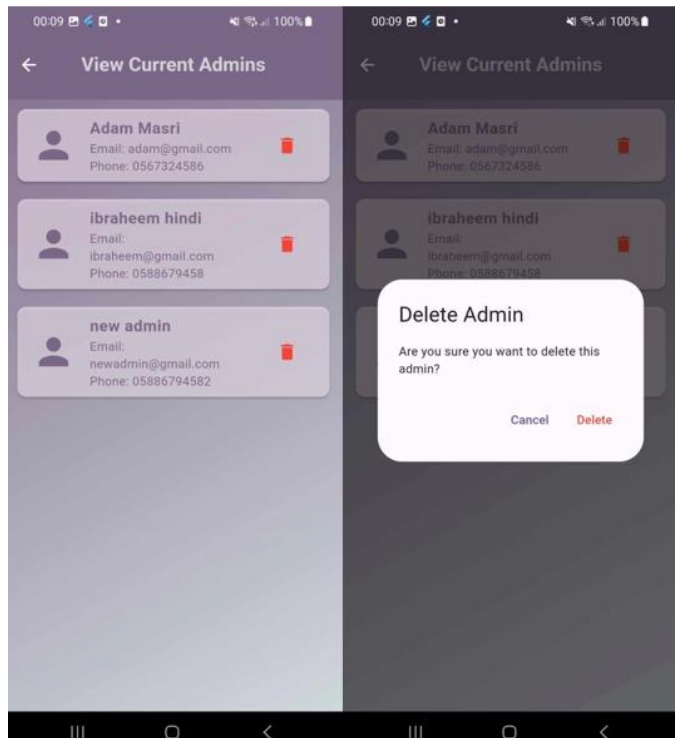 00:09
100%
View Current Admins
Adam Masri
Email: adam@gmail.com
Phone: 0567324586
ibraheem hindi
Email:
ibraheem@gmail.com
Phone: 0588679458
new admin
Email:
newadmin@gmail.com
Phone: 05886794582
00:09
100%
View Current Admins
Adam Masri
Email: adam@gmail.com
Phone: 0567324586
ibraheem hindi
Email:
ibraheem@gmail.com
Phone: 0588679458
Delete Admin
Are you sure you want to delete this
admin?
Cancel Delete